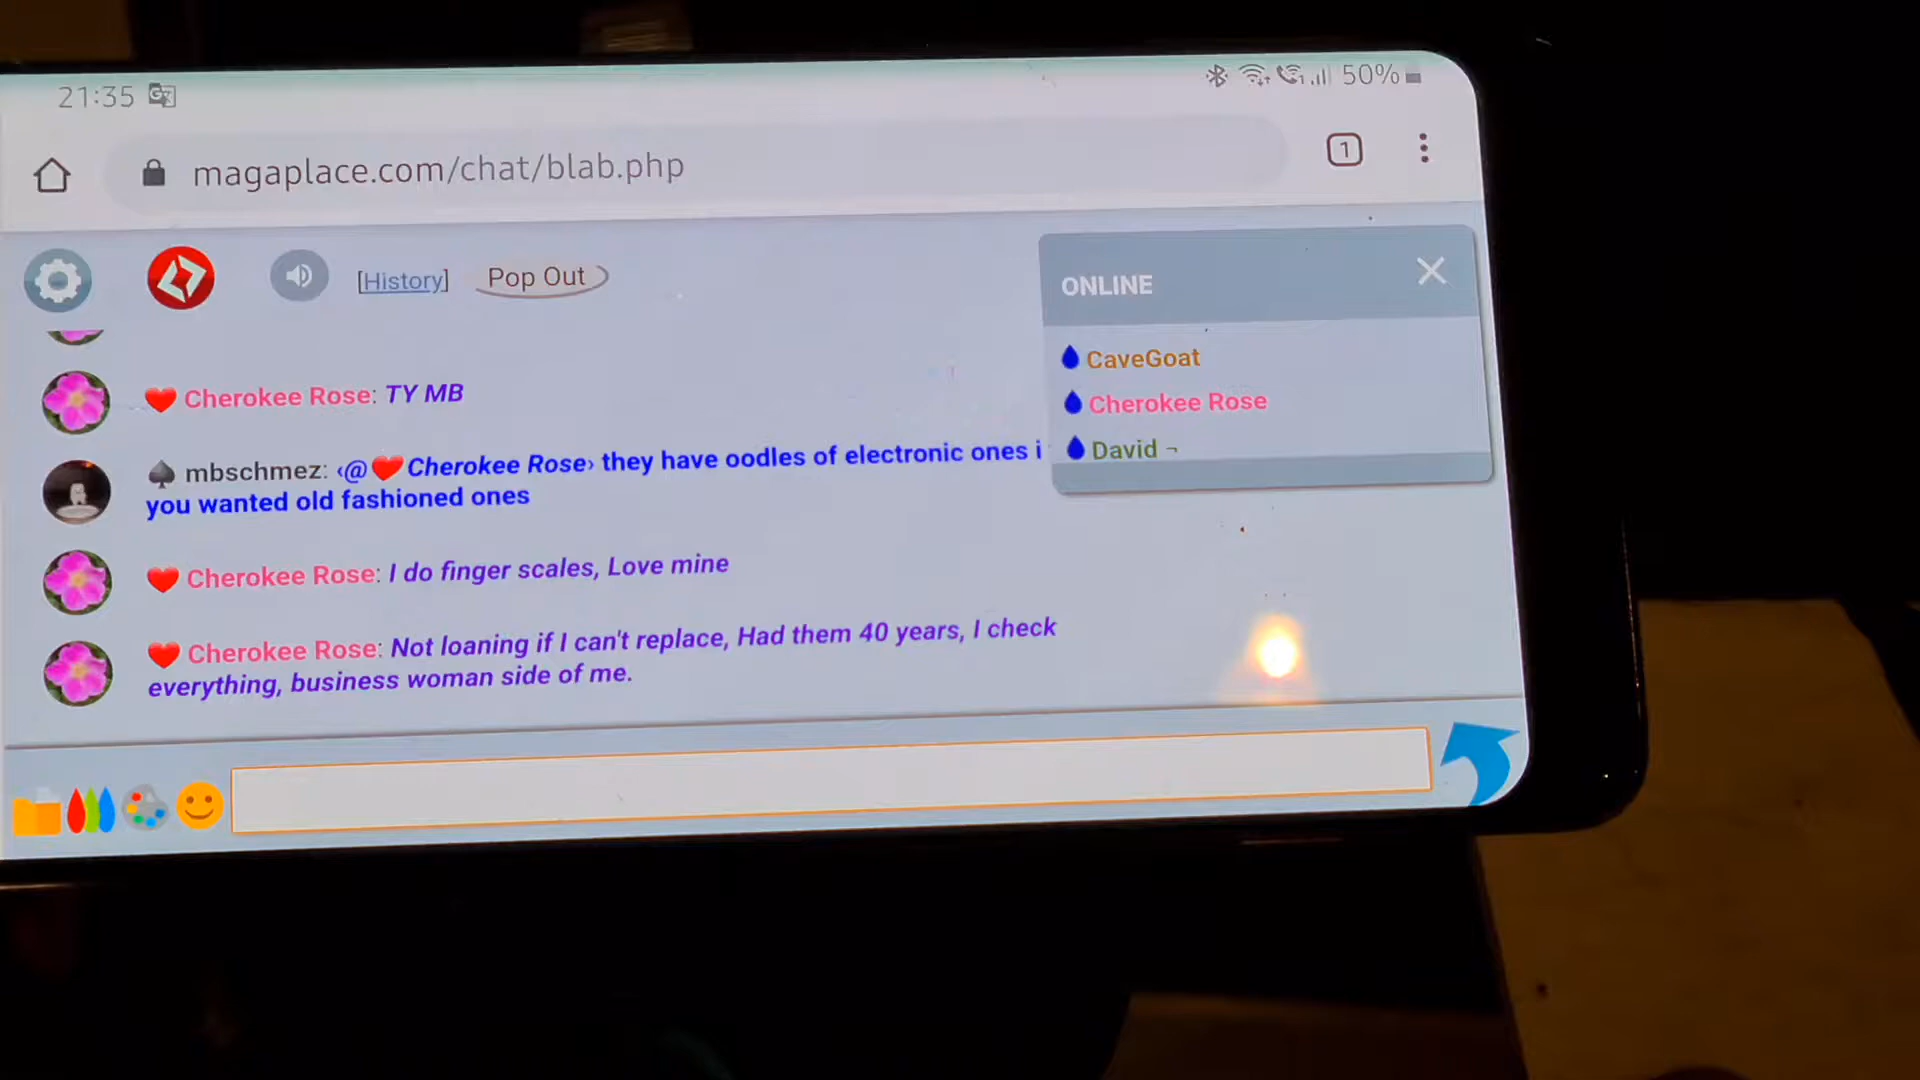 21:35
50%
magaplace.com/chat/blab.php
1
[History]
Pop Out
ONLINE
CaveGoat
Cherokee Rose
David ¬
Cherokee Rose: TY MB
mbschmez: ‹@❤️Cherokee Rose› they have oodles of electronic ones i
you wanted old fashioned ones
Cherokee Rose: I do finger scales, Love mine
Cherokee Rose: Not loaning if I can't replace, Had them 40 years, I check
everything, business woman side of me.